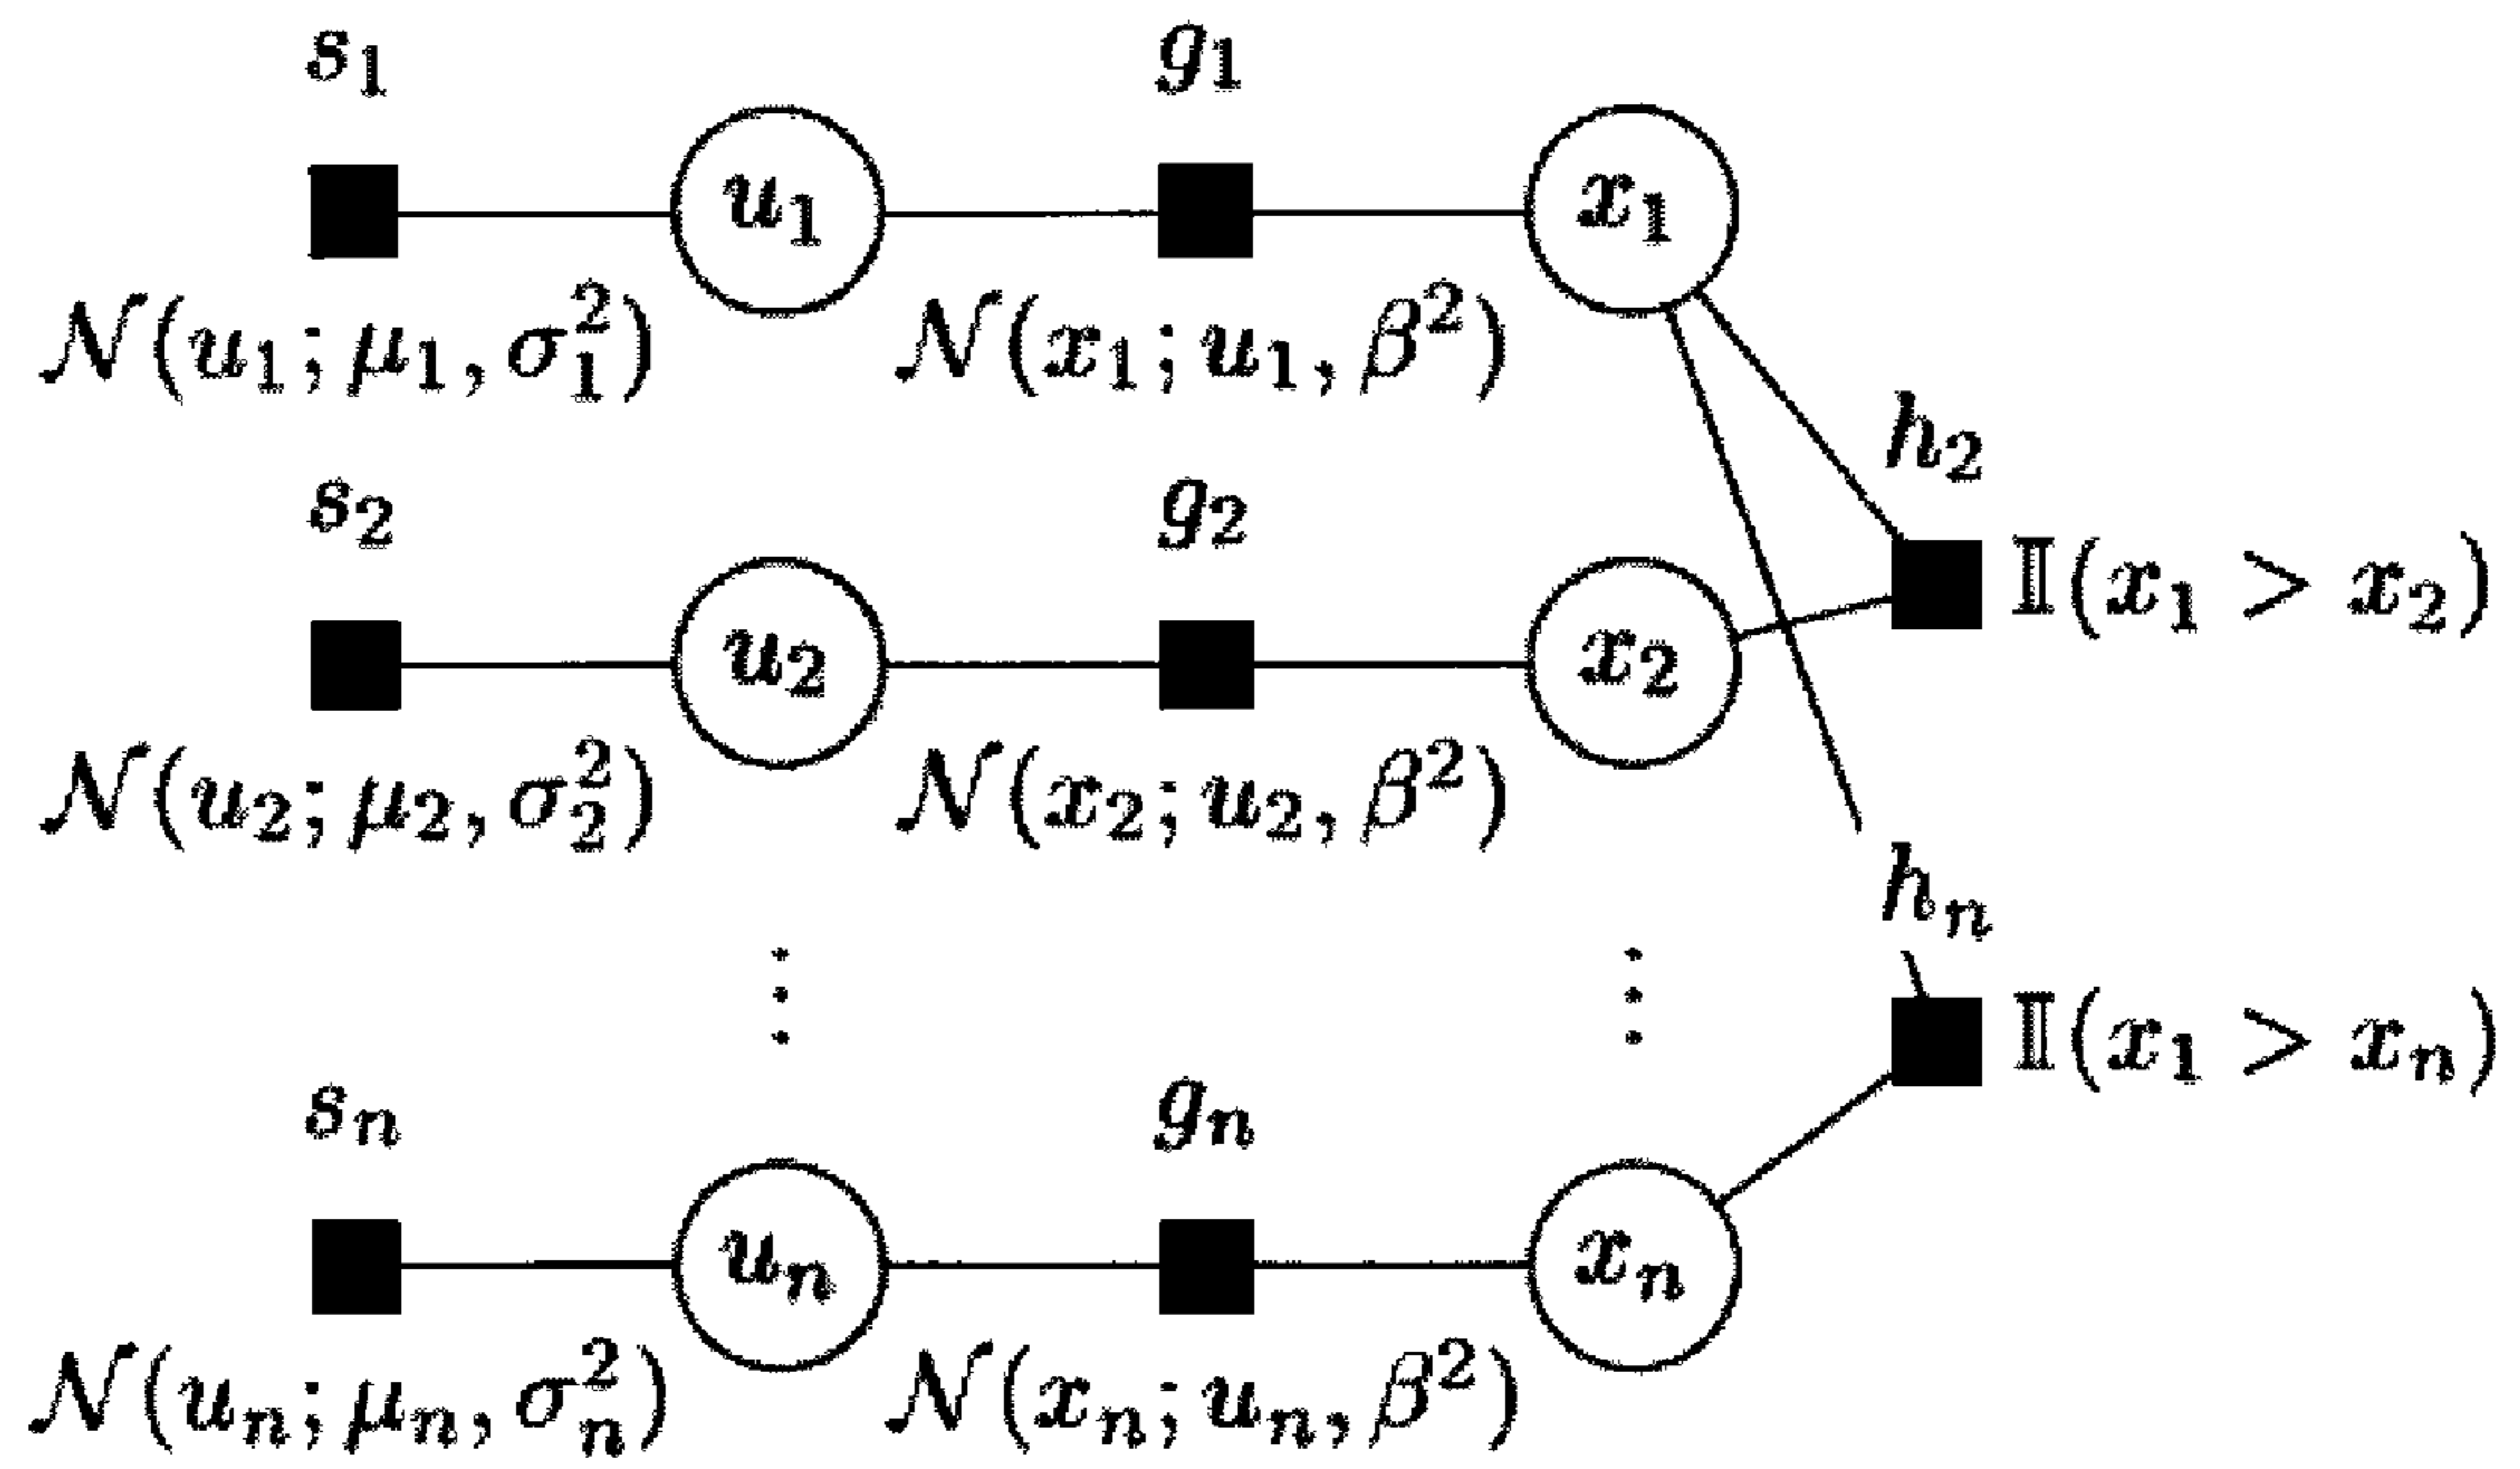 s₁ g₁
u₁ x₁
𝒩(u₁; μ₁, σ₁²) 𝒩(x₁; u₁, β²)
h₂
s₂ g₂
𝕀(x₁ > x₂)
u₂ x₂
𝒩(u₂; μ₂, σ₂²) 𝒩(x₂; u₂, β²)
hₙ
⋮ ⋮
𝕀(x₁ > xₙ)
sₙ gₙ
uₙ xₙ
𝒩(uₙ; μₙ, σₙ²) 𝒩(xₙ; uₙ, β²)